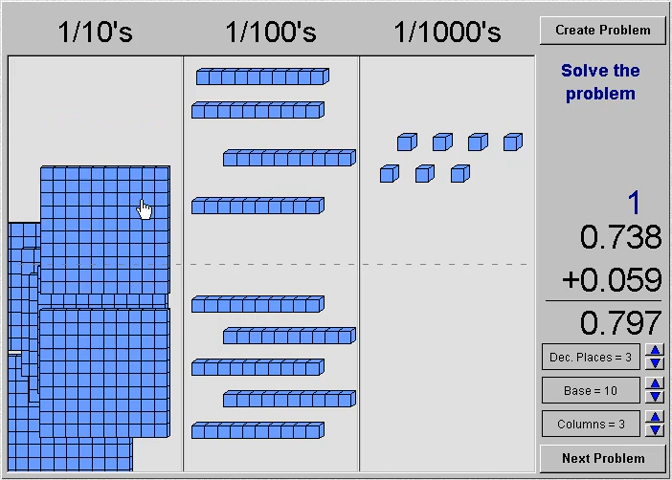 1/10's 1/100's 1/1000's
Create Problem
Solve the
problem
1
0.738
+0.059
0.797
Dec. Places = 3
Base = 10
Columns = 3
Next Problem